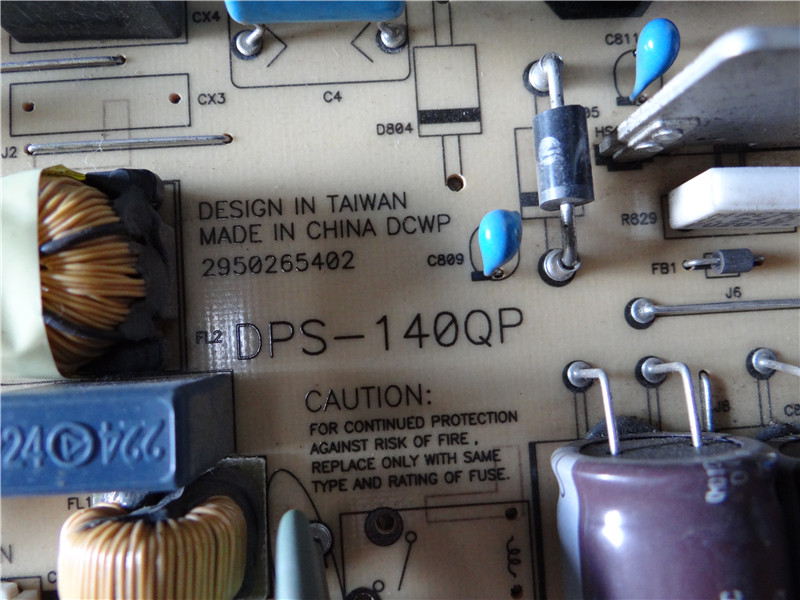 CX4
C811
CX3
C4
D804
J2
DESIGN IN TAIWAN
MADE IN CHINA DCWP
2950265402
C809
R829
FB1
J6
FL2
DPS-140QP
CAUTION:
FOR CONTINUED PROTECTION
AGAINST RISK OF FIRE,
REPLACE ONLY WITH SAME
TYPE AND RATING OF FUSE.
224
J8
FL1